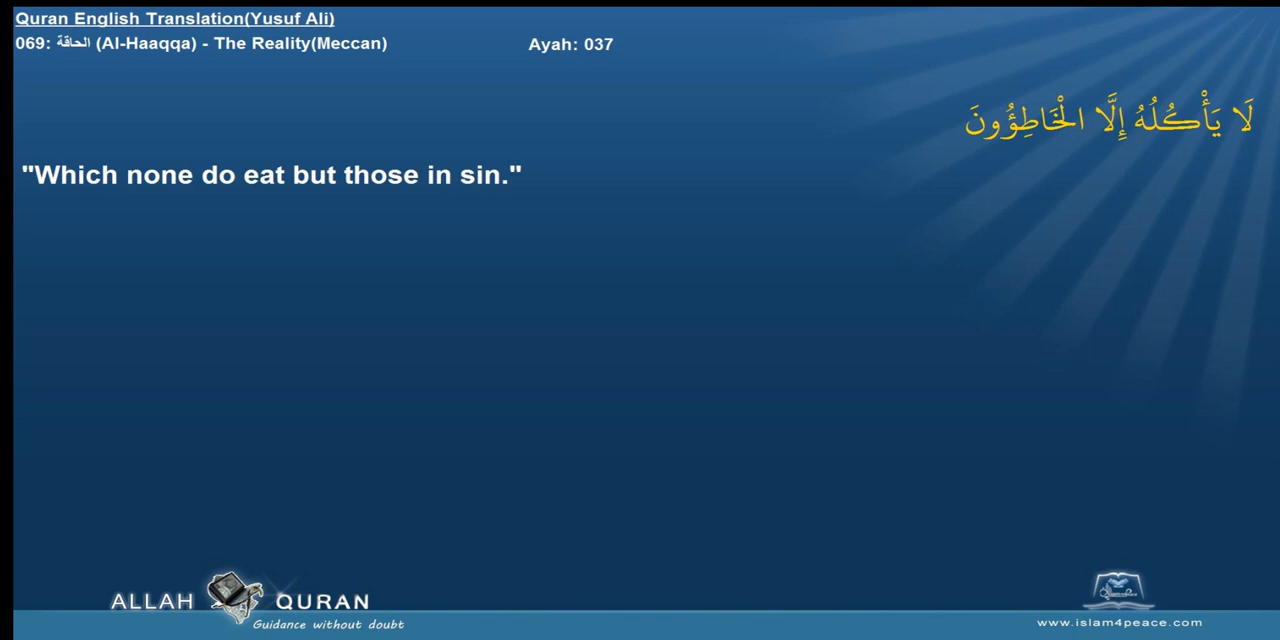 Quran English Translation(Yusuf Ali)
069: الحاقة (Al-Haaqqa) - The Reality(Meccan) Ayah: 037
لَا يَأْكُلُهُ إِلَّا الْخَاطِؤُونَ
"Which none do eat but those in sin."
ALLAH QURAN
Guidance without doubt
www.islam4peace.com